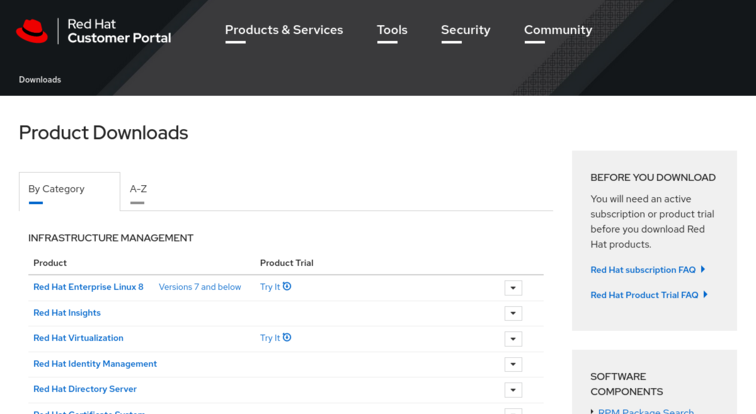 Red Hat
Customer Portal
Products & Services
Tools
Security
Community
Downloads
Product Downloads
By Category
A-Z
INFRASTRUCTURE MANAGEMENT
Product
Product Trial
Red Hat Enterprise Linux 8
Versions 7 and below
Try It
Red Hat Insights
Red Hat Virtualization
Try It
Red Hat Identity Management
Red Hat Directory Server
Red Hat Certificate System
BEFORE YOU DOWNLOAD
You will need an active
subscription or product trial
before you download Red
Hat products.
Red Hat subscription FAQ
Red Hat Product Trial FAQ
SOFTWARE
COMPONENTS
RPM Package Search